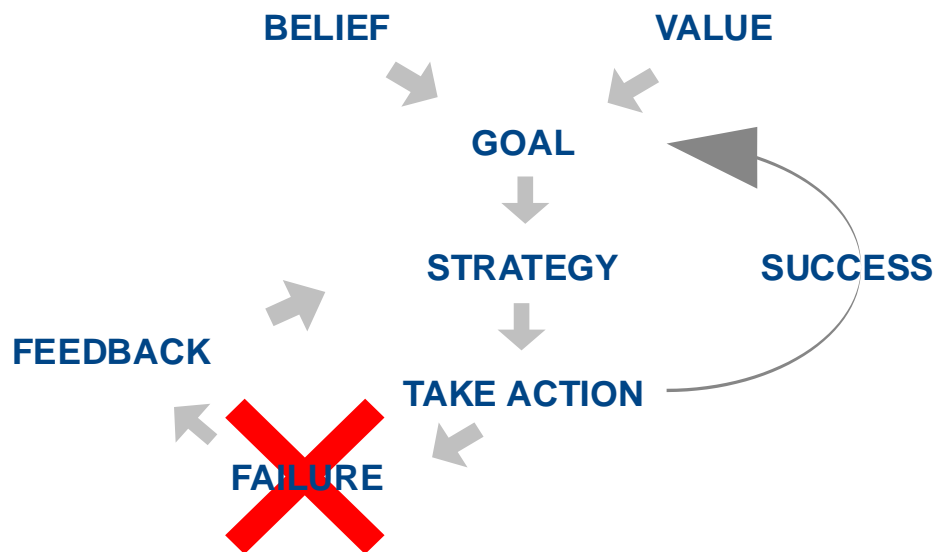 BELIEF
VALUE
GOAL
STRATEGY
SUCCESS
FEEDBACK
TAKE ACTION
FAILURE